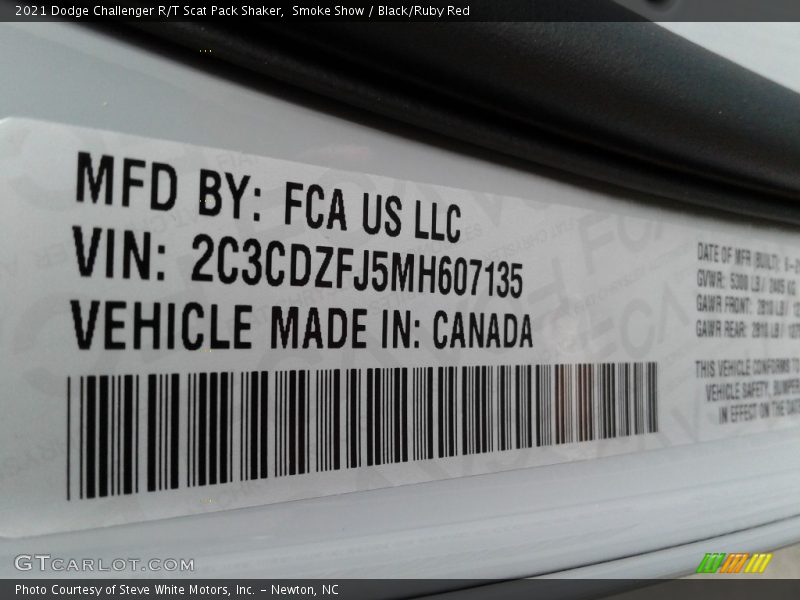 2021 Dodge Challenger R/T Scat Pack Shaker, Smoke Show / Black/Ruby Red
MFD BY: FCA US LLC
VIN: 2C3CDZFJ5MH607135
VEHICLE MADE IN: CANADA
DATE OF MFR (BUILT):
GVWR: 5300 LB /
GAWR FRONT: 2810 LB /
GAWR REAR: 2810 LB /
THIS VEHICLE CONFORMS TO
VEHICLE SAFETY, BUMPER
IN EFFECT ON THE DATE
GTCARLOT.COM
Photo Courtesy of Steve White Motors, Inc. – Newton, NC